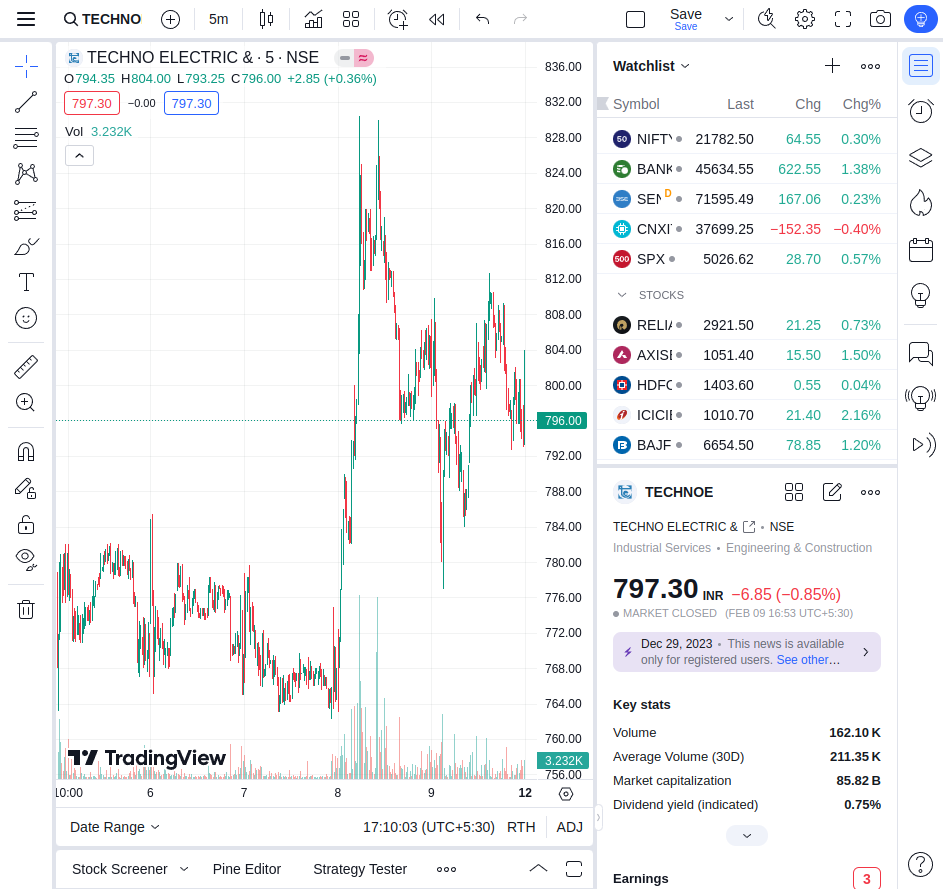 TECHNO 5m Save
Save
TECHNO ELECTRIC & · 5 · NSE
O794.35 H804.00 L793.25 C796.00 +2.85 (+0.36%)
797.30 −0.00 797.30
Vol 3.232K
836.00
832.00
828.00
824.00
820.00
816.00
812.00
808.00
804.00
800.00
796.00
792.00
788.00
784.00
780.00
776.00
772.00
768.00
764.00
760.00
3.232K
756.00
TradingView
10:00 6 7 8 9 12
Date Range 17:10:03 (UTC+5:30) RTH ADJ
Stock Screener Pine Editor Strategy Tester
Watchlist
Symbol Last Chg Chg%
50 NIFTY 21782.50 64.55 0.30%
BANK 45634.55 622.55 1.38%
SEN D 71595.49 167.06 0.23%
CNXI 37699.25 −152.35 −0.40%
500 SPX 5026.62 28.70 0.57%
STOCKS
RELIA 2921.50 21.25 0.73%
AXISE 1051.40 15.50 1.50%
HDFC 1403.60 0.55 0.04%
ICICIE 1010.70 21.40 2.16%
BAJF 6654.50 78.85 1.20%
TECHNOE
TECHNO ELECTRIC & • NSE
Industrial Services • Engineering & Construction
797.30 INR −6.85 (−0.85%)
MARKET CLOSED (FEB 09 16:53 UTC+5:30)
Dec 29, 2023 • This news is available
only for registered users. See other…
Key stats
Volume 162.10 K
Average Volume (30D) 211.35 K
Market capitalization 85.82 B
Dividend yield (indicated) 0.75%
Earnings 3